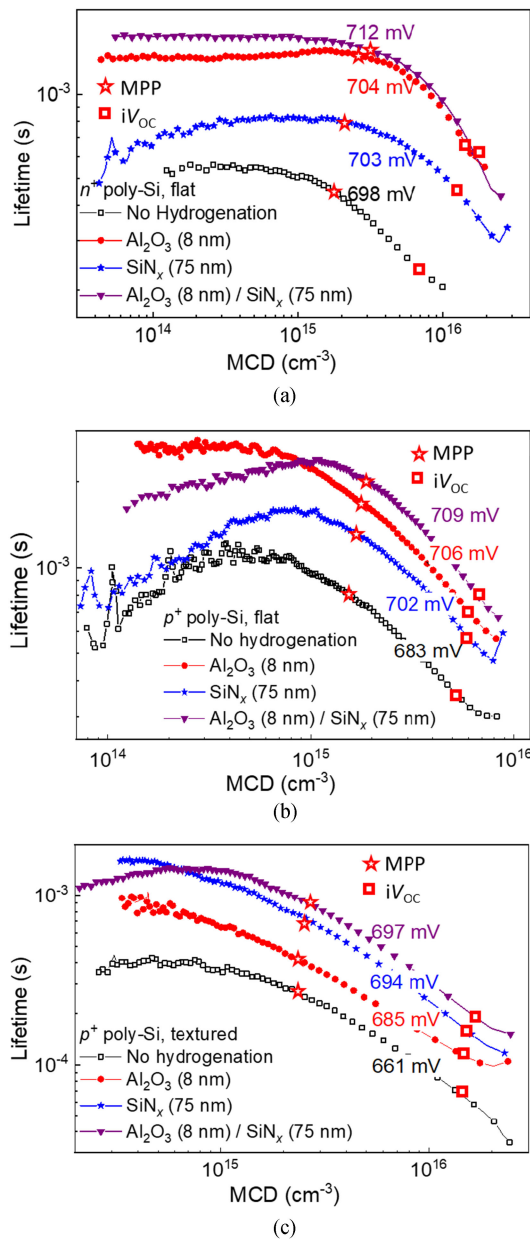 (a)
712 mV
MPP
10⁻³
704 mV
iV_OC
Lifetime (s)
703 mV
n⁺ poly-Si, flat
698 mV
No Hydrogenation
Al₂O₃ (8 nm)
SiNₓ (75 nm)
Al₂O₃ (8 nm) / SiNₓ (75 nm)
10¹⁴
10¹⁵
10¹⁶
MCD (cm⁻³)
(a)
MPP
iV_OC
709 mV
706 mV
10⁻³
Lifetime (s)
702 mV
p⁺ poly-Si, flat
683 mV
No hydrogenation
Al₂O₃ (8 nm)
SiNₓ (75 nm)
Al₂O₃ (8 nm) / SiNₓ (75 nm)
10¹⁴
10¹⁵
10¹⁶
MCD (cm⁻³)
(b)
MPP
10⁻³
iV_OC
697 mV
Lifetime (s)
694 mV
685 mV
p⁺ poly-Si, textured
661 mV
No hydrogenation
10⁻⁴
Al₂O₃ (8 nm)
SiNₓ (75 nm)
Al₂O₃ (8 nm) / SiNₓ (75 nm)
10¹⁵
10¹⁶
MCD (cm⁻³)
(c)